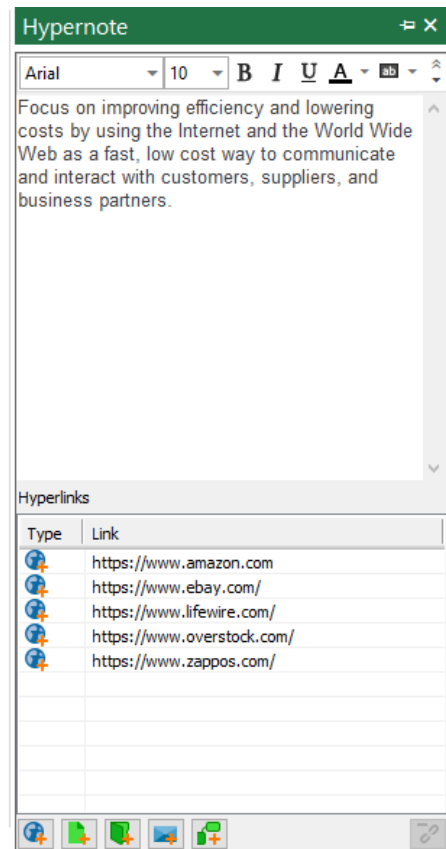 Hypernote
Arial 10 B I U A ab
Focus on improving efficiency and lowering
costs by using the Internet and the World Wide
Web as a fast, low cost way to communicate
and interact with customers, suppliers, and
business partners.
Hyperlinks
Type Link
https://www.amazon.com
https://www.ebay.com/
https://www.lifewire.com/
https://www.overstock.com/
https://www.zappos.com/